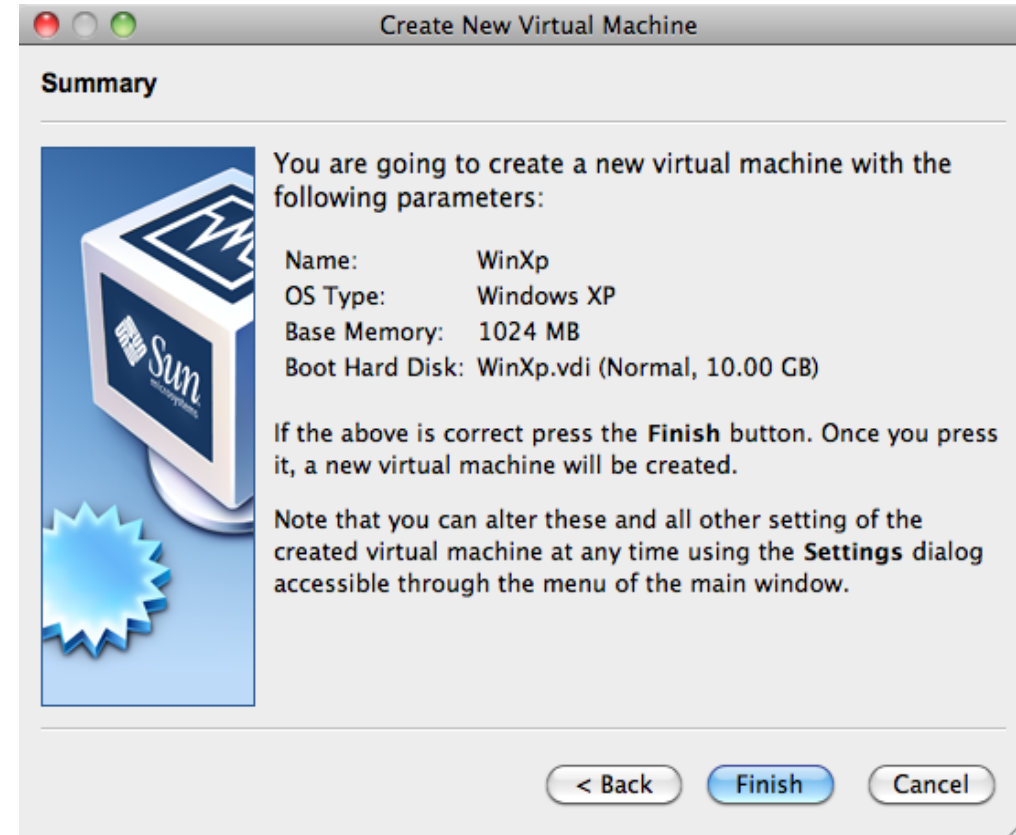 Create New Virtual Machine
Summary
You are going to create a new virtual machine with the
following parameters:
Name: WinXp
OS Type: Windows XP
Base Memory: 1024 MB
Boot Hard Disk: WinXp.vdi (Normal, 10.00 GB)
If the above is correct press the Finish button. Once you press
it, a new virtual machine will be created.
Note that you can alter these and all other setting of the
created virtual machine at any time using the Settings dialog
accessible through the menu of the main window.
Sun
microsystems
< Back
Finish
Cancel